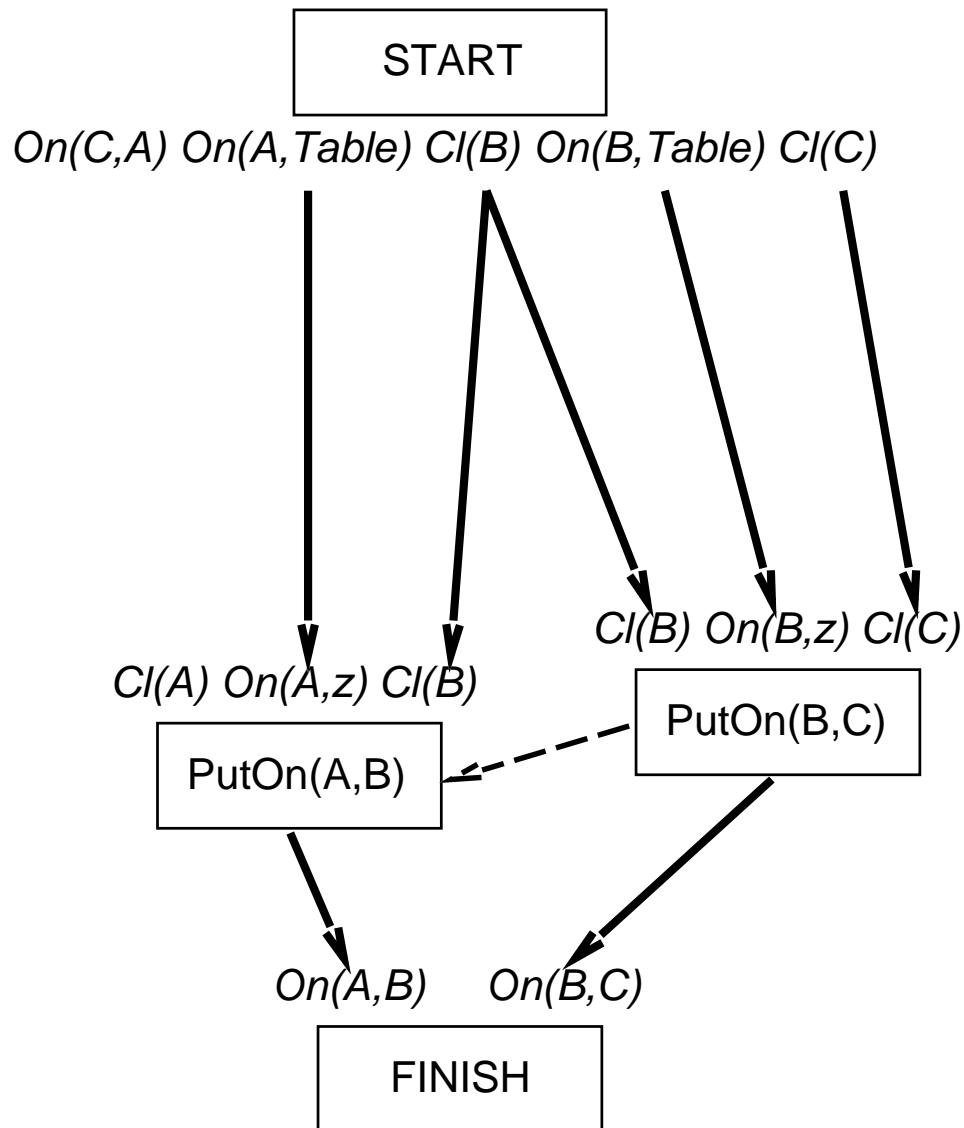 START
On(C,A) On(A,Table) Cl(B) On(B,Table) Cl(C)
Cl(B) On(B,z) Cl(C)
Cl(A) On(A,z) Cl(B)
PutOn(B,C)
PutOn(A,B)
On(A,B) On(B,C)
FINISH